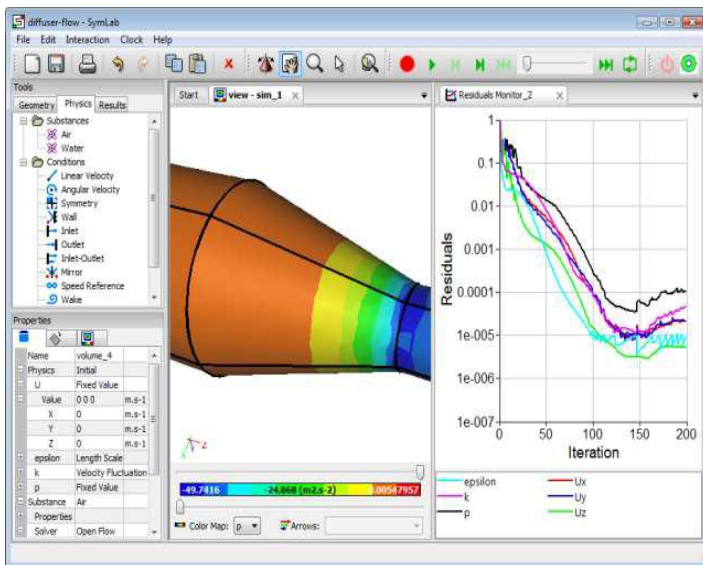 diffuser-flow - SymLab
File Edit Interaction Clock Help
Tools
Geometry Physics Results
Substances
Air
Water
Conditions
Linear Velocity
Angular Velocity
Symmetry
Wall
Inlet
Outlet
Inlet-Outlet
Mirror
Speed Reference
Wake
Properties
Name volume_4
Physics Initial
U Fixed Value
Value 0 0 0 m.s-1
X 0 m.s-1
Y 0 m.s-1
Z 0 m.s-1
epsilon Length Scale
k Velocity Fluctuation
p Fixed Value
Substance Air
Properties
Solver Open Flow
Start view - sim_1
Z
-49.7416 -24.868 (m2.s-2) 0.00547957
Color Map: p Arrows:
Residuals Monitor_2
1
0.1
0.01
0.001
0.0001
1e-005
1e-006
1e-007
Residuals
0 50 100 150 200
Iteration
epsilon Ux
k Uy
p Uz